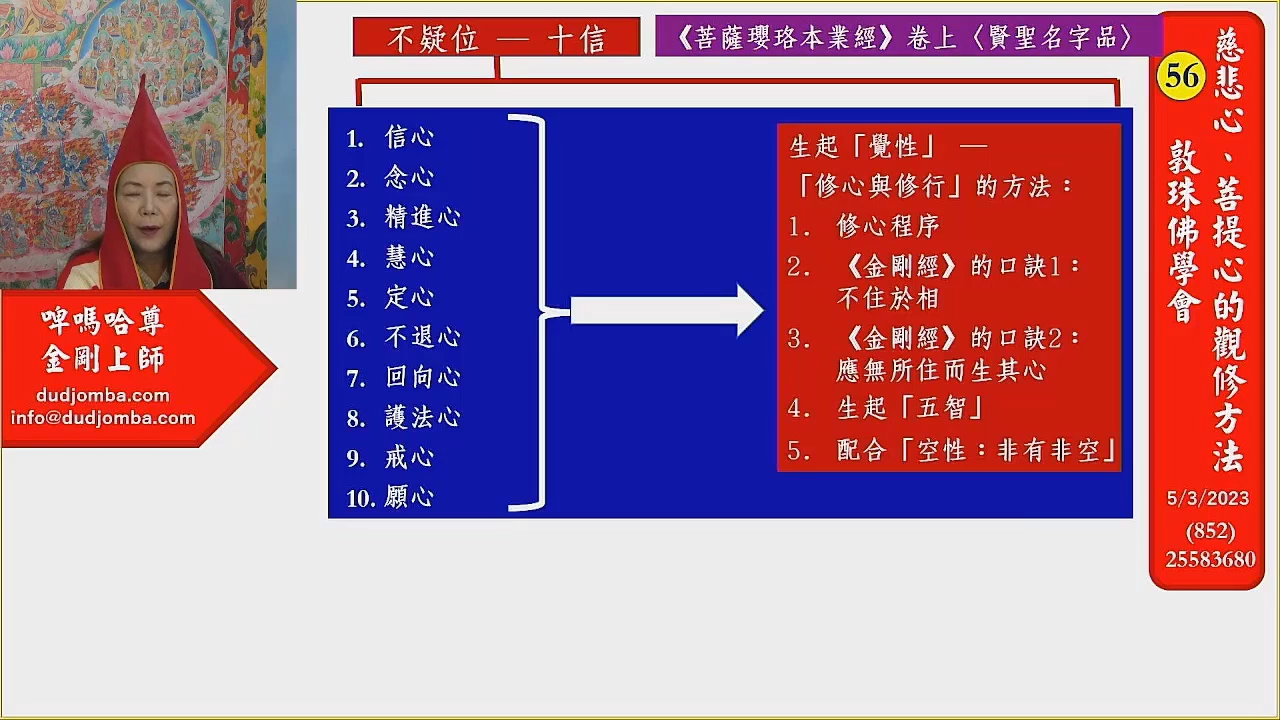 不疑位 — 十信
《菩薩瓔珞本業經》卷上〈賢聖名字品〉
1. 信心
2. 念心
3. 精進心
4. 慧心
5. 定心
6. 不退心
7. 回向心
8. 護法心
9. 戒心
10. 願心
生起「覺性」 —
「修心與修行」的方法：
1. 修心程序
2. 《金剛經》的口訣1：
不住於相
3. 《金剛經》的口訣2：
應無所住而生其心
4. 生起「五智」
5. 配合「空性：非有非空」
56
慈悲心、菩提心的觀修方法
敦珠佛學會
5/3/2023
(852)
25583680
啤嗎哈尊
金剛上師
dudjomba.com
info@dudjomba.com